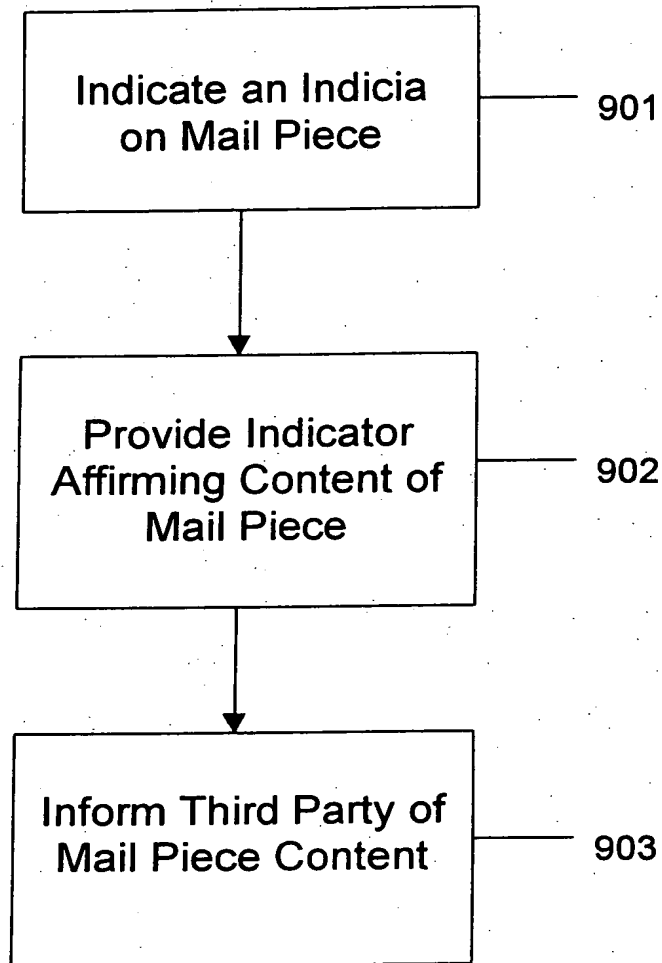 Indicate an Indicia
on Mail Piece
901
Provide Indicator
Affirming Content of
Mail Piece
902
Inform Third Party of
Mail Piece Content
903